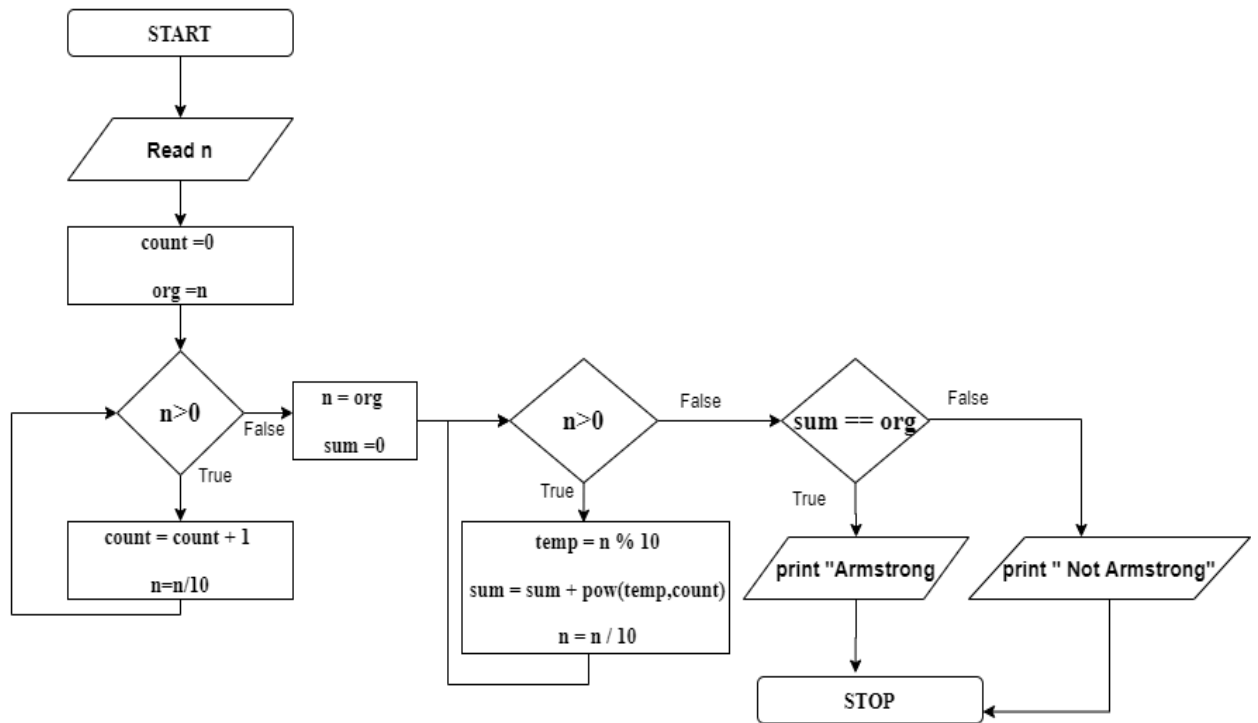 START
Read n
count =0
org =n
n>0
False
True
count = count + 1
n=n/10
n = org
sum =0
n>0
False
True
temp = n % 10
sum = sum + pow(temp,count)
n = n / 10
sum == org
False
True
print "Armstrong
print " Not Armstrong"
STOP